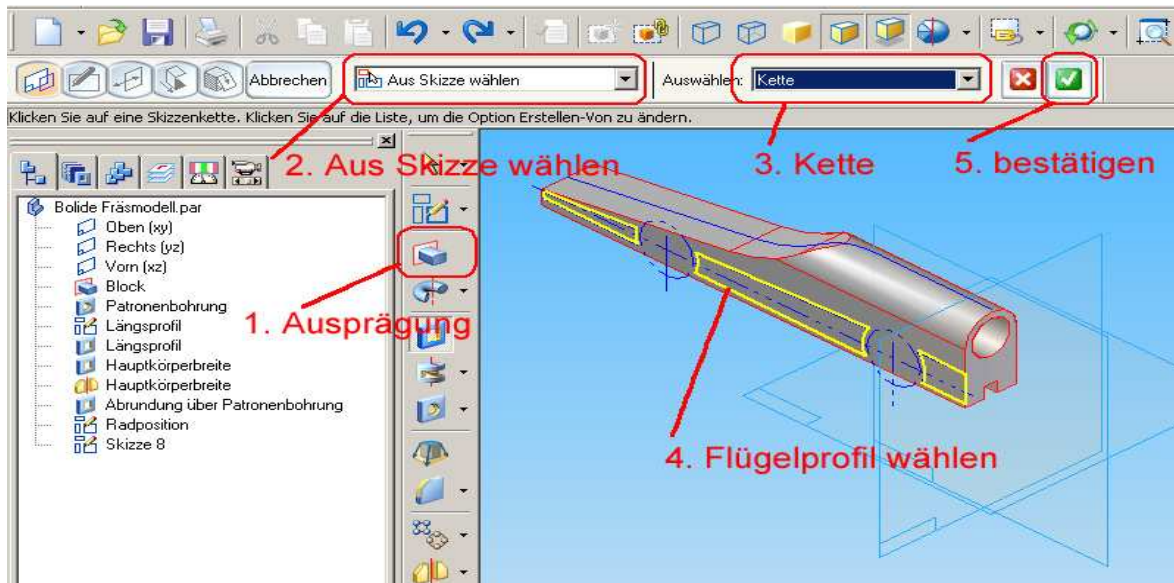 Abbrechen
Aus Skizze wählen
Auswählen:
Kette
Klicken Sie auf eine Skizzenkette. Klicken Sie auf die Liste, um die Option Erstellen-Von zu ändern.
2. Aus Skizze wählen
3. Kette
5. bestätigen
Bolide Fräsmodell.par
Oben (xy)
Rechts (yz)
Vorn (xz)
Block
Patronenbohrung
Längsprofil
Längsprofil
Hauptkörperbreite
Hauptkörperbreite
Abrundung über Patronenbohrung
Radposition
Skizze 8
1. Ausprägung
4. Flügelprofil wählen